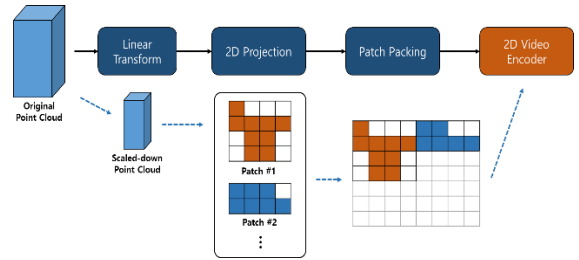 Linear
Transform
2D Projection
Patch Packing
2D Video
Encoder
Original
Point Cloud
Scaled-down
Point Cloud
Patch #1
Patch #2
⋮